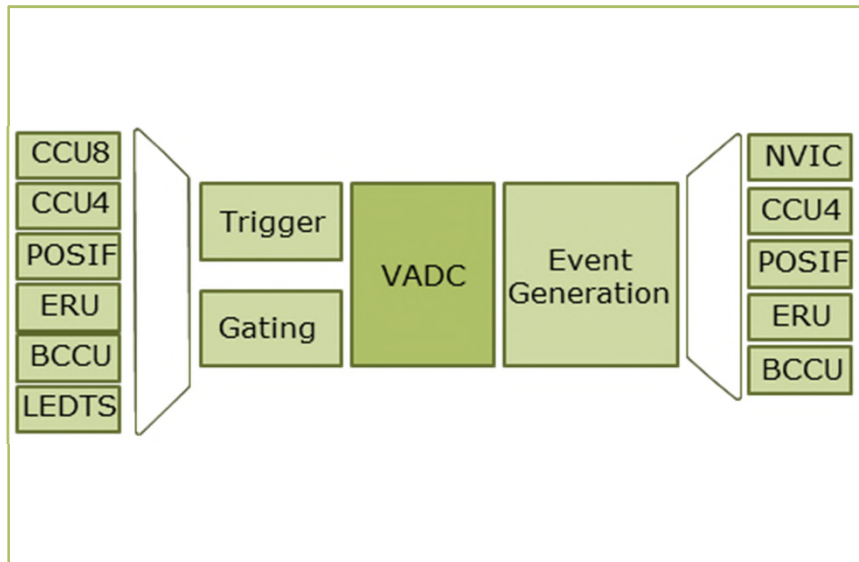 CCU8
CCU4
POSIF
ERU
BCCU
LEDTS
Trigger
Gating
VADC
Event
Generation
NVIC
CCU4
POSIF
ERU
BCCU